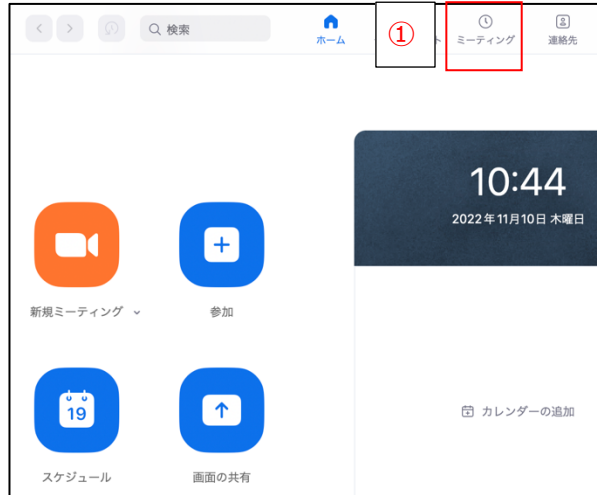 検索
ホーム
①
ト
ミーティング
連絡先
10:44
2022年11月10日 木曜日
新規ミーティング
参加
19
スケジュール
画面の共有
カレンダーの追加